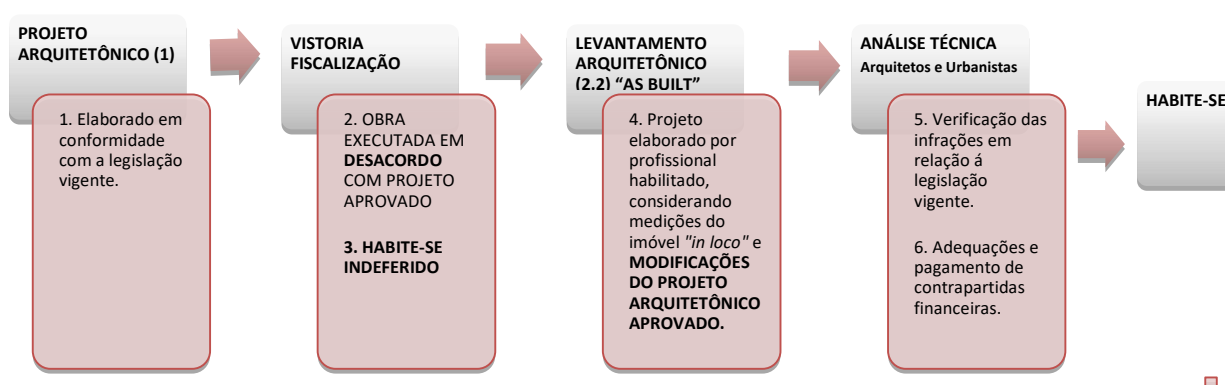 PROJETO
ARQUITETÔNICO (1)
1. Elaborado em
conformidade
com a legislação
vigente.
VISTORIA
FISCALIZAÇÃO
2. OBRA
EXECUTADA EM
DESACORDO
COM PROJETO
APROVADO
3. HABITE-SE
INDEFERIDO
LEVANTAMENTO
ARQUITETÔNICO
(2.2) “AS BUILT”
4. Projeto
elaborado por
profissional
habilitado,
considerando
medições do
imóvel "in loco" e
MODIFICAÇÕES
DO PROJETO
ARQUITETÔNICO
APROVADO.
ANÁLISE TÉCNICA
Arquitetos e Urbanistas
5. Verificação das
infrações em
relação á
legislação
vigente.
6. Adequações e
pagamento de
contrapartidas
financeiras.
HABITE-SE